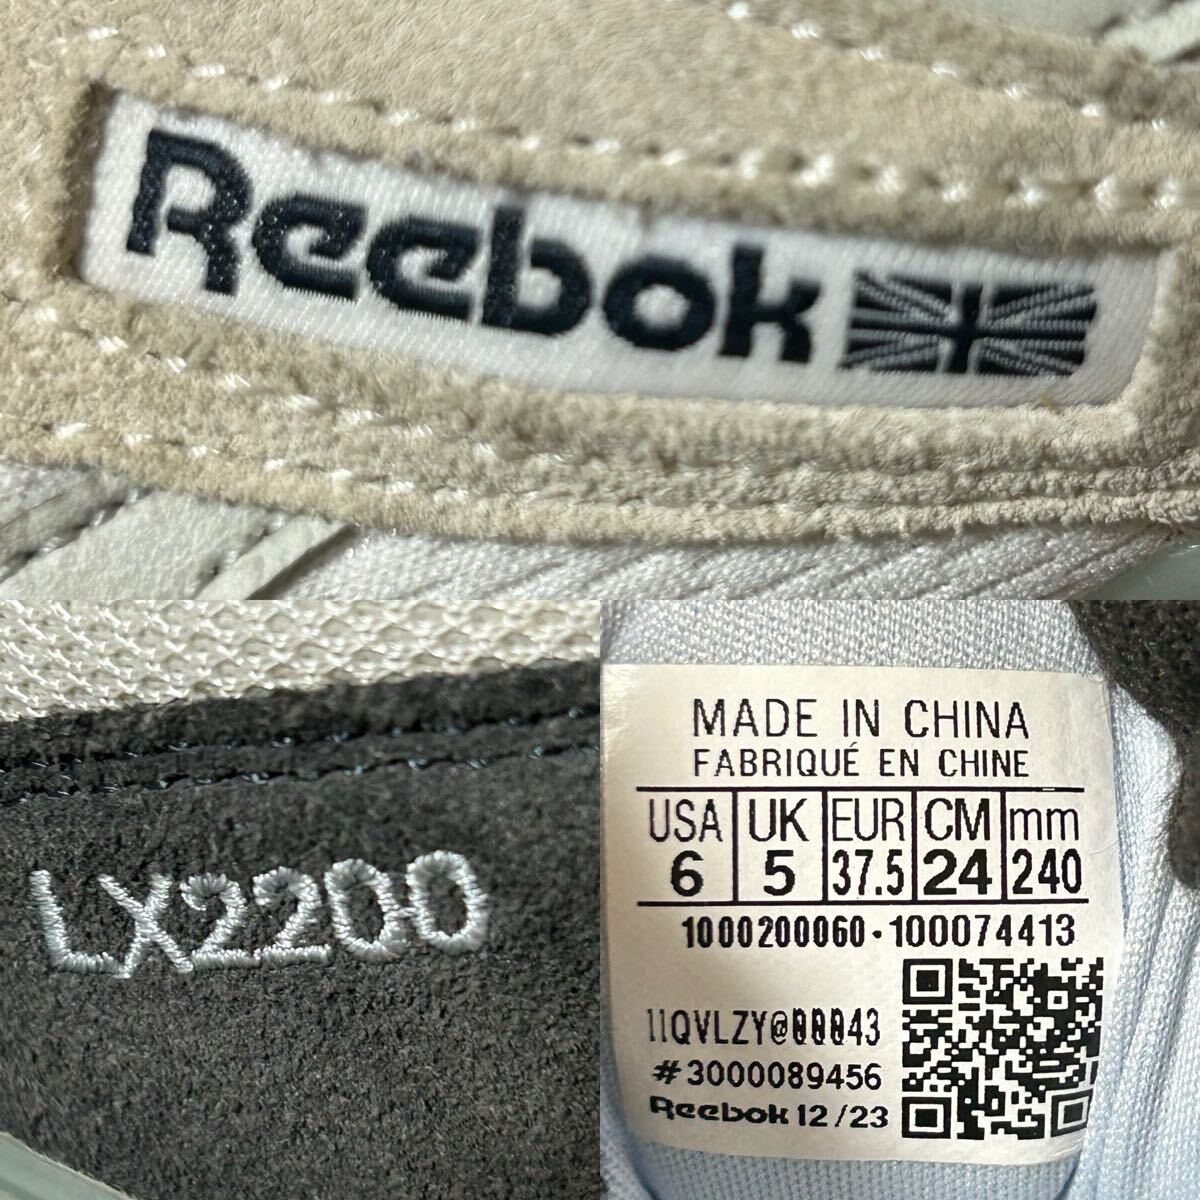 Reebok
LX2200
MADE IN CHINA
FABRIQUÉ EN CHINE
USA UK EUR CM mm
6 5 37.5 24 240
1000200060·100074413
11QVLZY@00043
#3000089456
Reebok 12/23